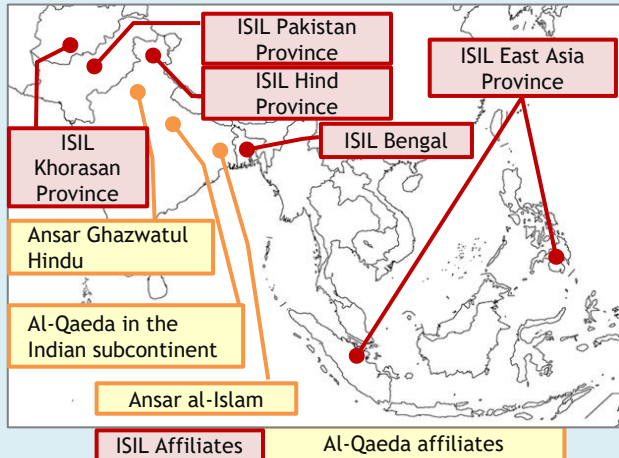 ISIL Pakistan
Province
ISIL East Asia
Province
ISIL Hind
Province
ISIL Bengal
ISIL
Khorasan
Province
Ansar Ghazwatul
Hindu
Al-Qaeda in the
Indian subcontinent
Ansar al-Islam
ISIL Affiliates
Al-Qaeda affiliates